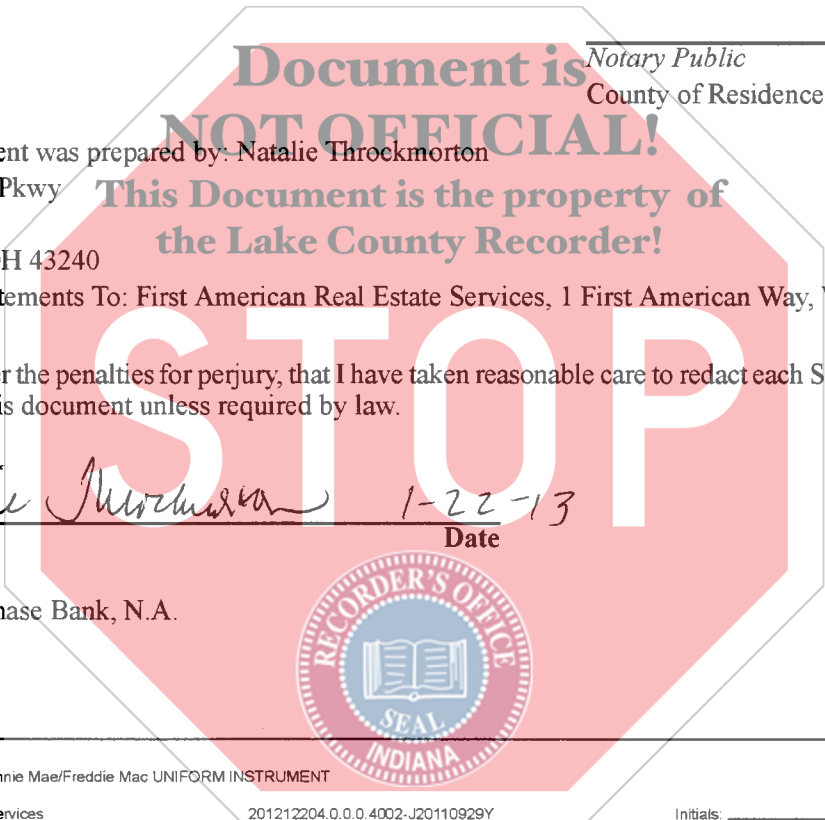 Document is
Notary Public
County of Residence
NOT OFFICIAL!
ent was prepared by: Natalie Throckmorton
Pkwy
This Document is the property of
the Lake County Recorder!
H 43240
tements To: First American Real Estate Services, 1 First American Way,
STOP
r the penalties for perjury, that I have taken reasonable care to redact each S
is document unless required by law.
Throckmorton 1-22-13
Date
RECORDER'S OFFICE
SEAL
INDIANA
hase Bank, N.A.
nnie Mae/Freddie Mac UNIFORM INSTRUMENT
ervices 201212204.0.0.0.4002-J20110929Y Initials: